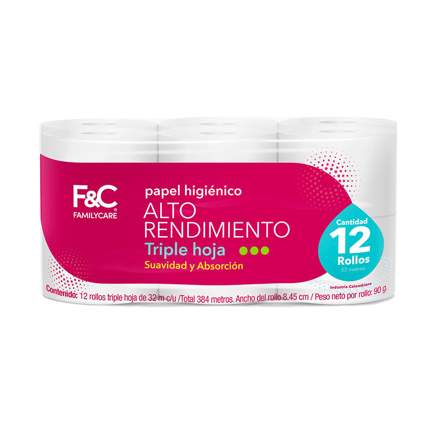 F&C®
FAMILYCARE
papel higiénico
ALTO
RENDIMIENTO
Triple hoja
Suavidad y Absorción
Cantidad
12
Rollos
Industria Colombiana
Contenido: 12 rollos triple hoja de 32 m c/u /Total 384 metros. Ancho del rollo 8,45 cm / Peso neto por rollo: 90 g